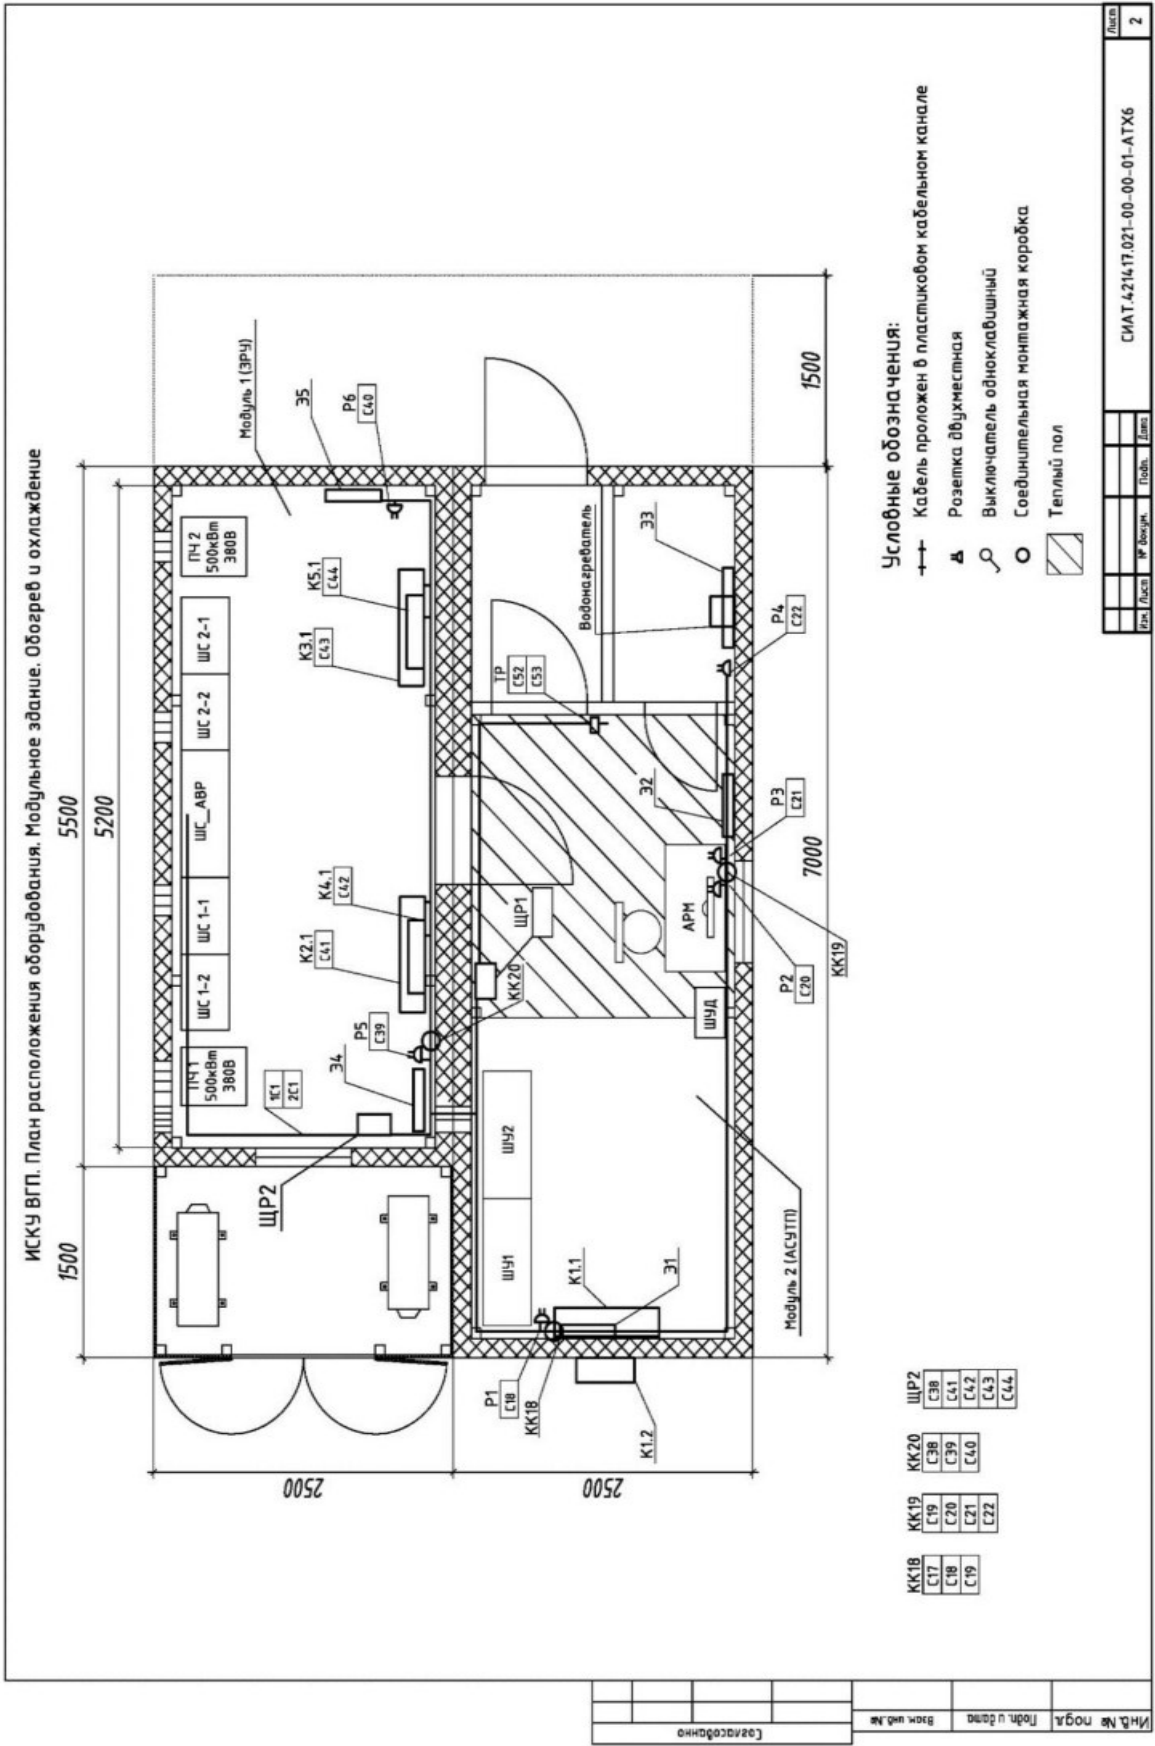 ИСКУ ВГП. План расположения оборудования. Модульное здание. Обогрев и охлаждение
1500
5500
5200
ПЧ 1
500кВт
380В
ШС 1-2
ШС 1-1
ШС_АВР
ШС 2-2
ШС 2-1
ПЧ 2
500кВт
380В
Модуль 1 (ЗРУ)
1С1
2С1
ЩР2
Э4
Р5
С39
К2.1
С41
К4.1
С42
К3.1
С43
К5.1
С44
Э5
Р6
С40
2500
2500
КК20
ЩР1
ТР
С52
С53
Водонагреватель
Э3
ШУ1
ШУ2
Р1
С18
КК18
К1.1
Э1
К1.2
ШУД
АРМ
Э2
Р4
С22
Р3
С21
Р2
С20
КК19
Модуль 2 (АСУТП)
7000
1500
КК18
С17
С18
С19
КК19
С19
С20
С21
С22
КК20
С38
С39
С40
ЩР2
С38
С41
С42
С43
С44
Условные обозначения:
Кабель проложен в пластиковом кабельном канале
Розетка двухместная
Выключатель одноклавишный
Соединительная монтажная коробка
Теплый пол
Изм.
Лист
№ докум.
Подп.
Дата
СИАТ.421417.021-00-00-01-АТХ6
Лист
2
Согласовано
Взам. инв.№
Подп. и дата
Инв.№ подл.